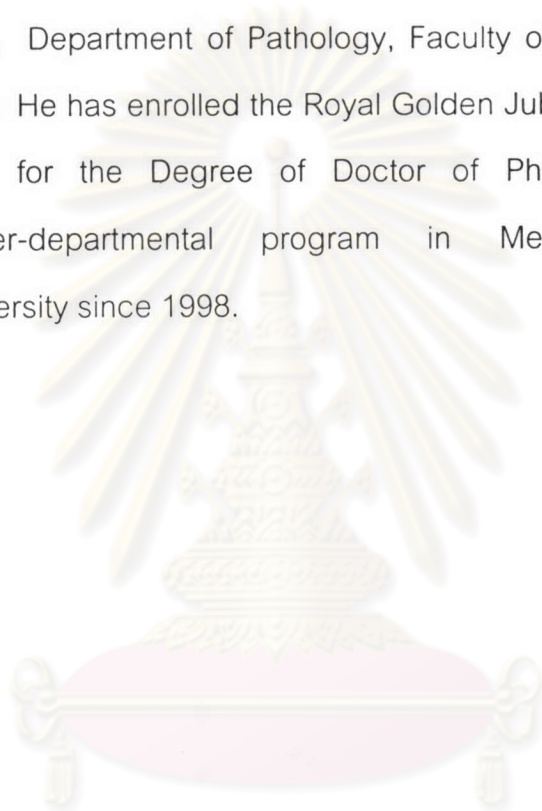 Department of Pathology, Faculty o
He has enrolled the Royal Golden Jub
for the Degree of Doctor of Ph
er-departmental program in Me
ersity since 1998.